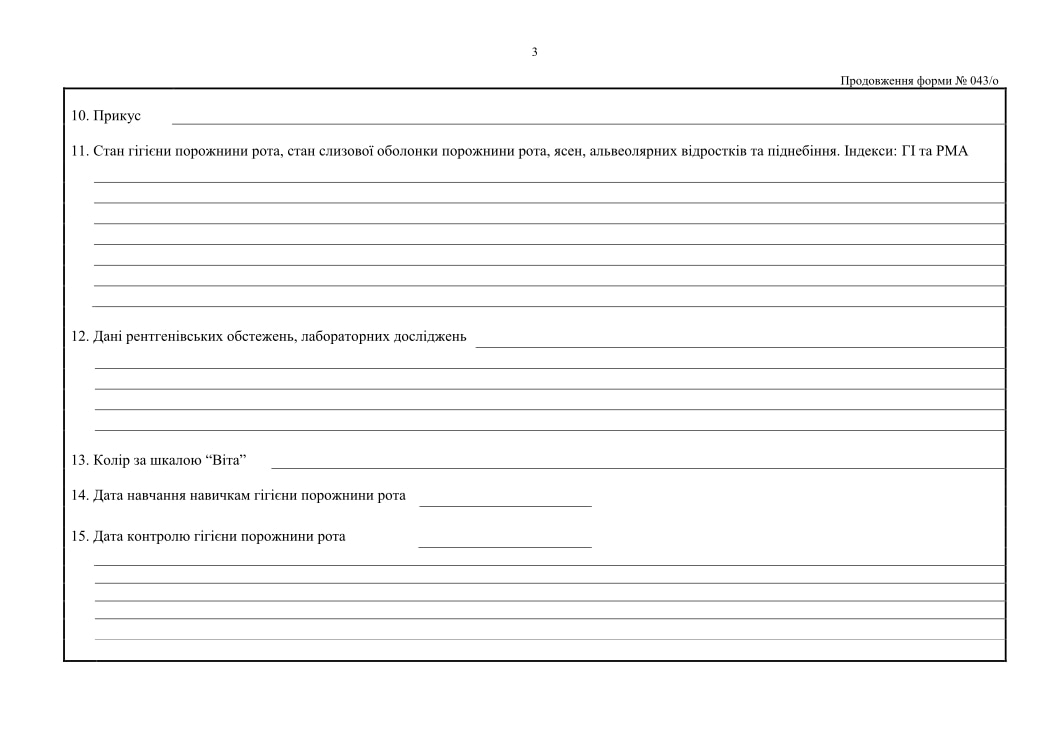 3
Продовження форми № 043/о
10. Прикус
11. Стан гігієни порожнини рота, стан слизової оболонки порожнини рота, ясен, альвеолярних відростків та піднебіння. Індекси: ГІ та РМА
12. Дані рентгенівських обстежень, лабораторних досліджень
13. Колір за шкалою “Віта”
14. Дата навчання навичкам гігієни порожнини рота
15. Дата контролю гігієни порожнини рота